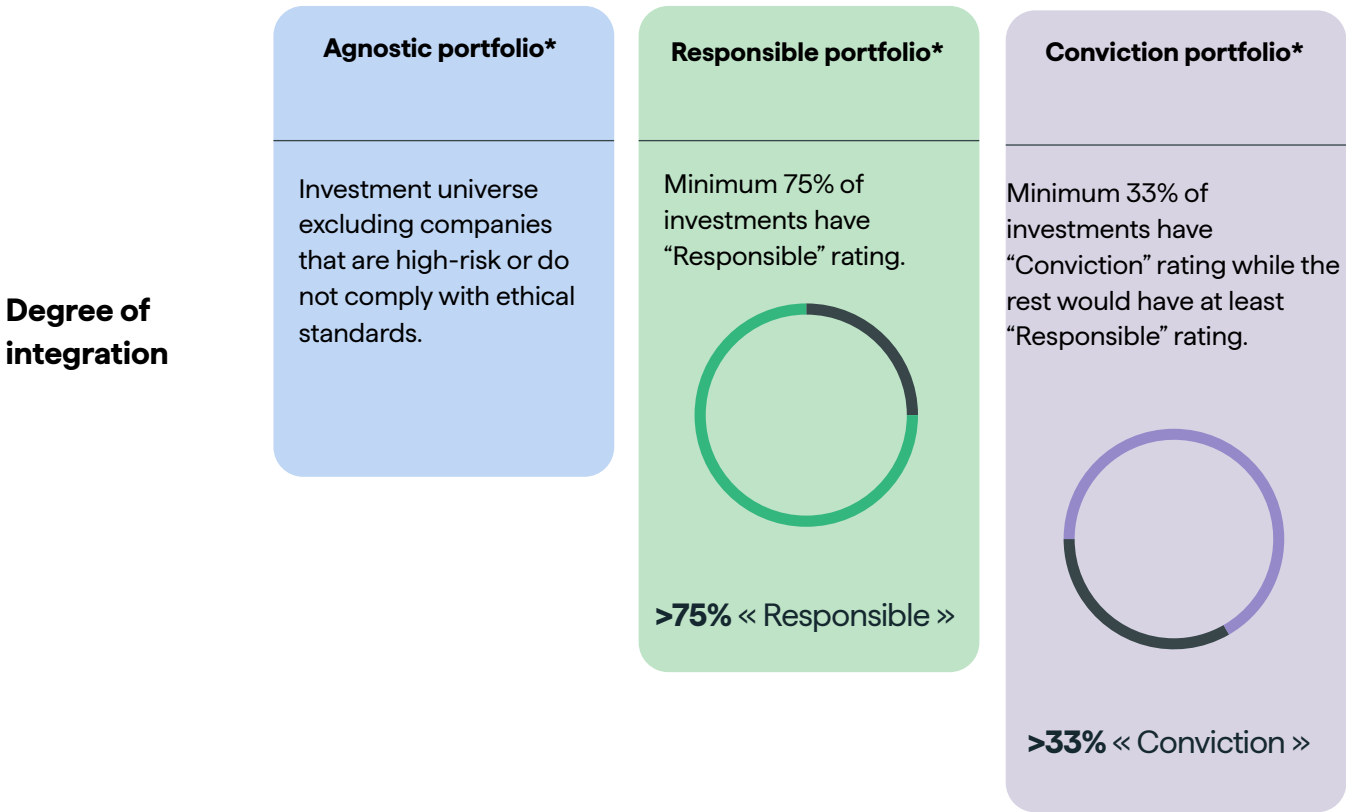 Degree of
integration
Agnostic portfolio*
Investment universe
excluding companies
that are high-risk or do
not comply with ethical
standards.
Responsible portfolio*
Minimum 75% of
investments have
“Responsible” rating.
>75% « Responsible »
Conviction portfolio*
Minimum 33% of
investments have
“Conviction” rating while the
rest would have at least
“Responsible” rating.
>33% « Conviction »